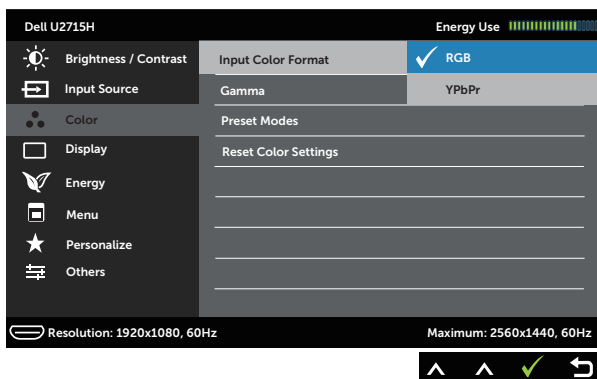 Dell U2715H Energy Use
Brightness / Contrast Input Color Format RGB
Input Source Gamma YPbPr
Color Preset Modes
Display Reset Color Settings
Energy
Menu
Personalize
Others
Resolution: 1920x1080, 60Hz Maximum: 2560x1440, 60Hz